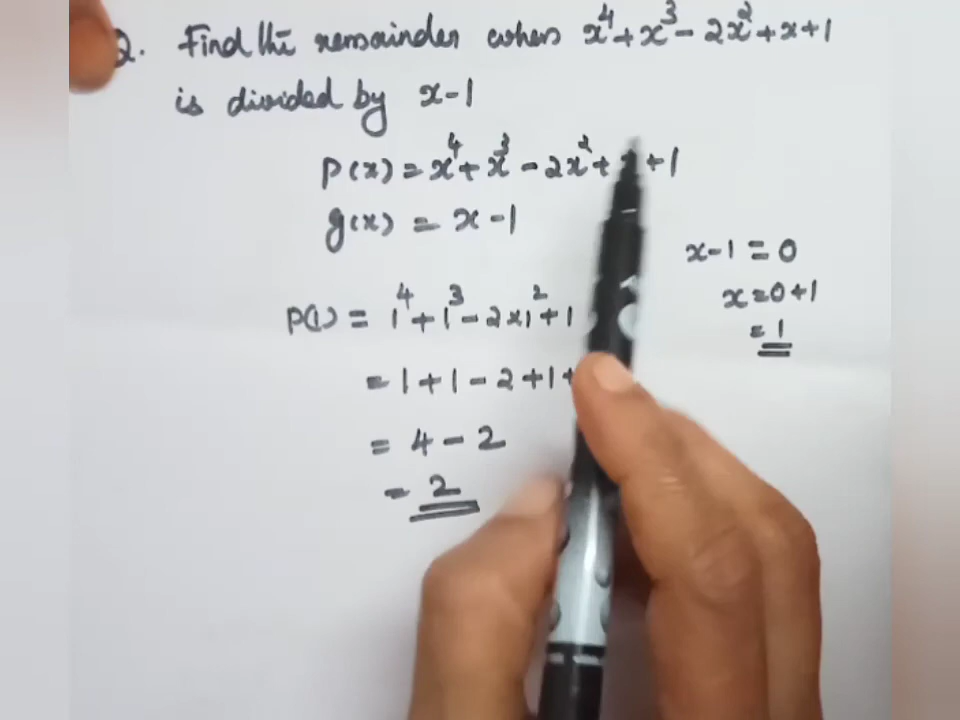 Q. Find the remainder when x⁴+x³-2x²+x+1
is divided by x-1
P(x) = x⁴+x³-2x²+ +1
g(x) = x-1
x-1=0
x=0+1
=1
P(1) = 1⁴+1³-2×1²+1
=1+1-2+1+
= 4-2
= 2